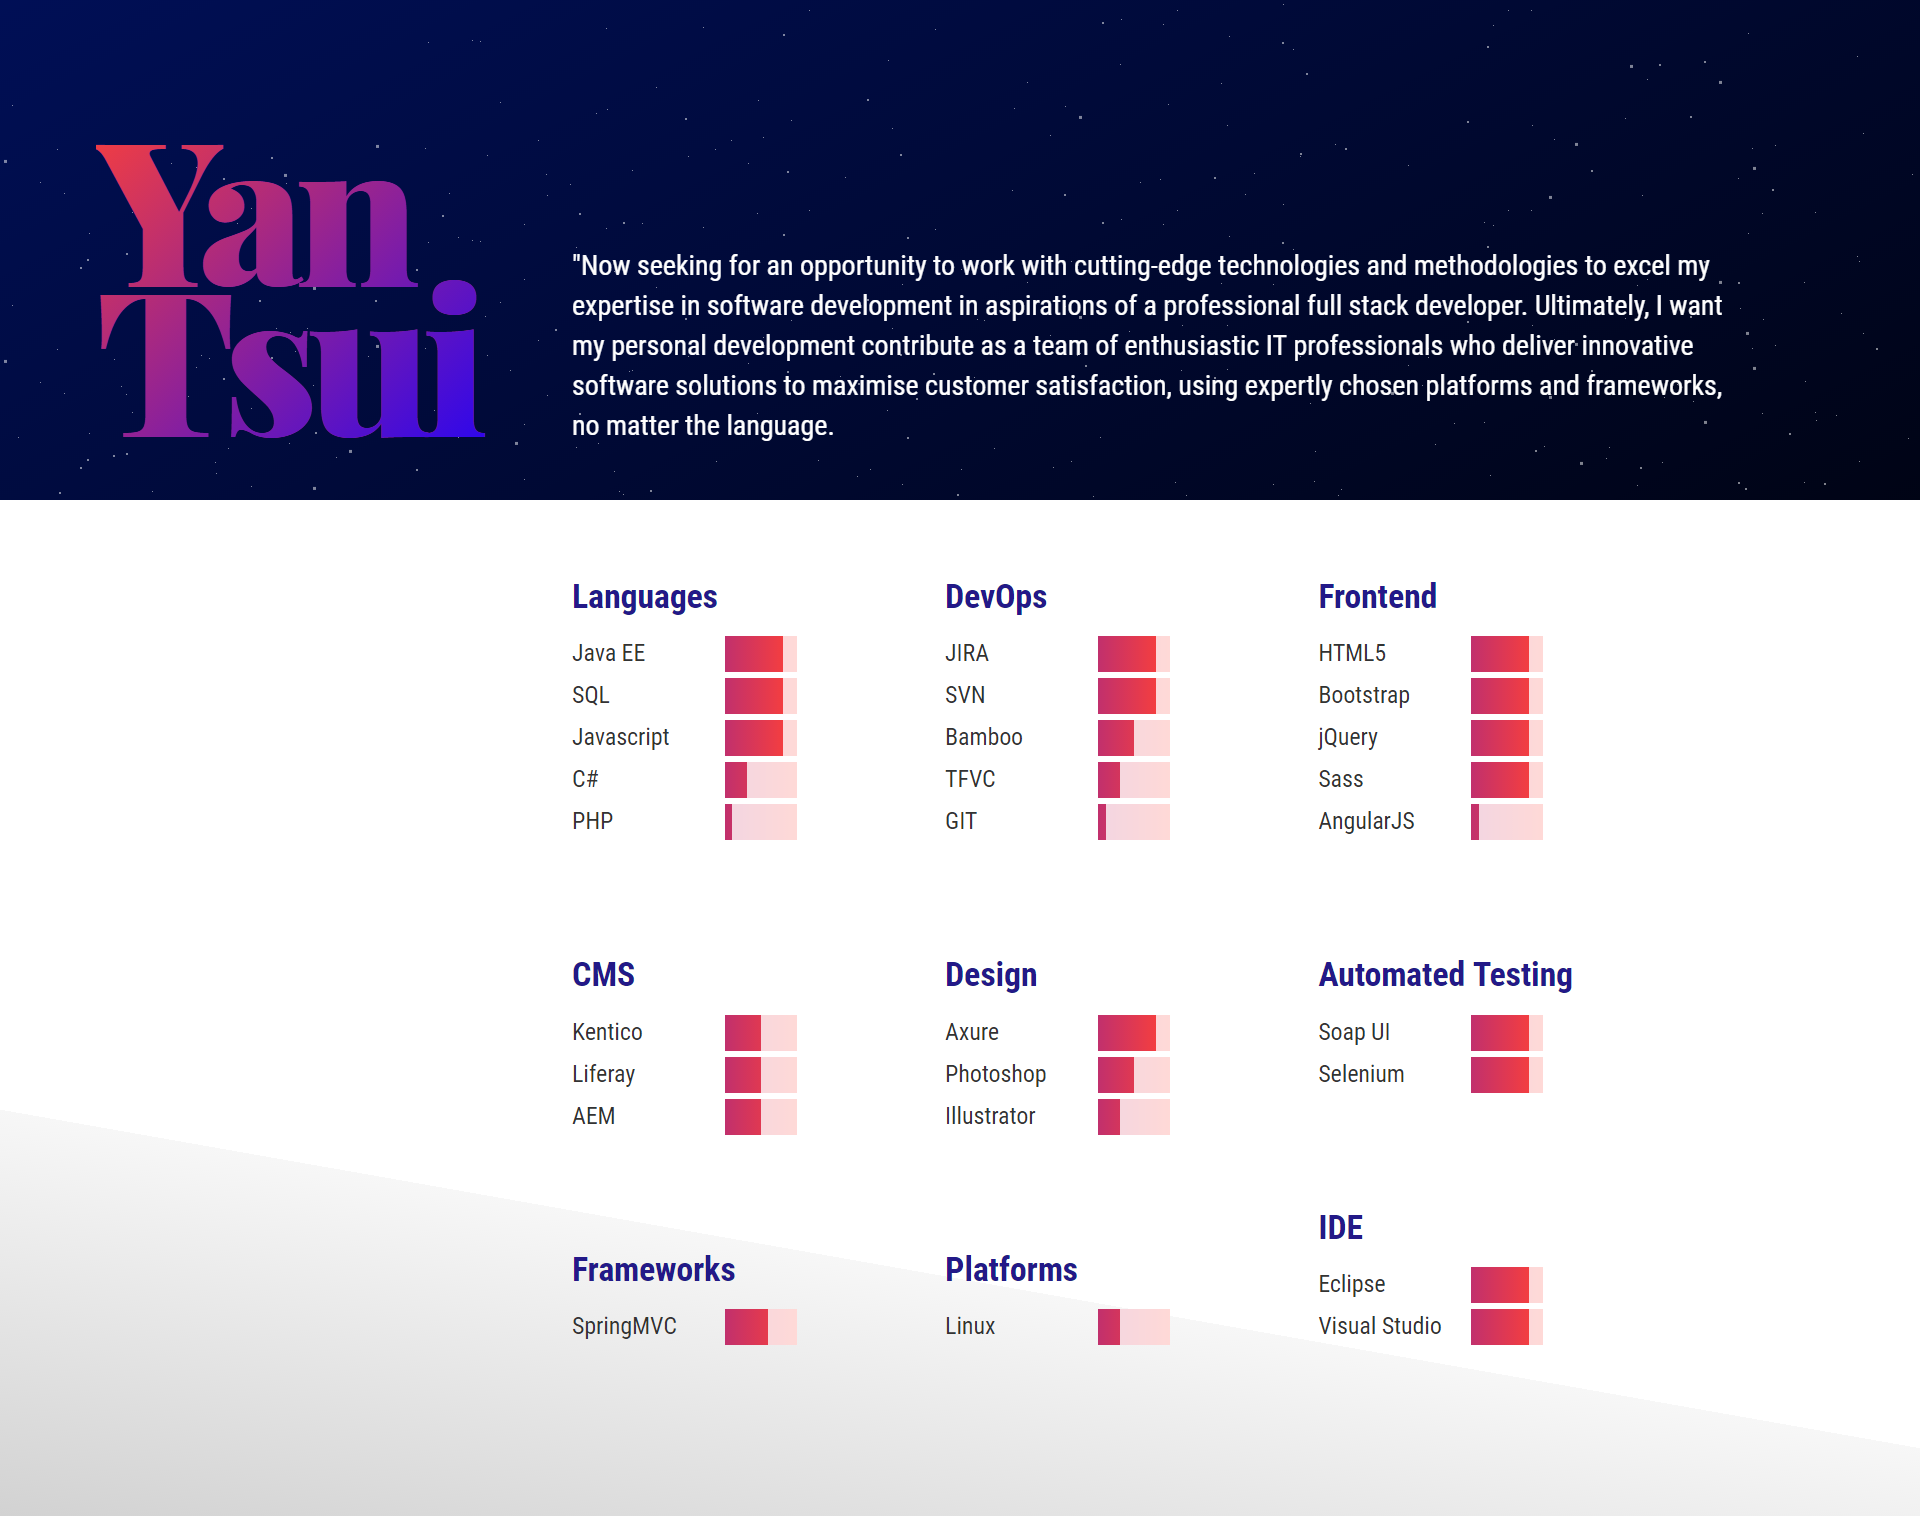 Yan
Tsui
"Now seeking for an opportunity to work with cutting-edge technologies and methodologies to excel my
expertise in software development in aspirations of a professional full stack developer. Ultimately, I want
my personal development contribute as a team of enthusiastic IT professionals who deliver innovative
software solutions to maximise customer satisfaction, using expertly chosen platforms and frameworks,
no matter the language.
Languages
Java EE
SQL
Javascript
C#
PHP
DevOps
JIRA
SVN
Bamboo
TFVC
GIT
Frontend
HTML5
Bootstrap
jQuery
Sass
AngularJS
CMS
Kentico
Liferay
AEM
Design
Axure
Photoshop
Illustrator
Automated Testing
Soap UI
Selenium
Frameworks
SpringMVC
Platforms
Linux
IDE
Eclipse
Visual Studio